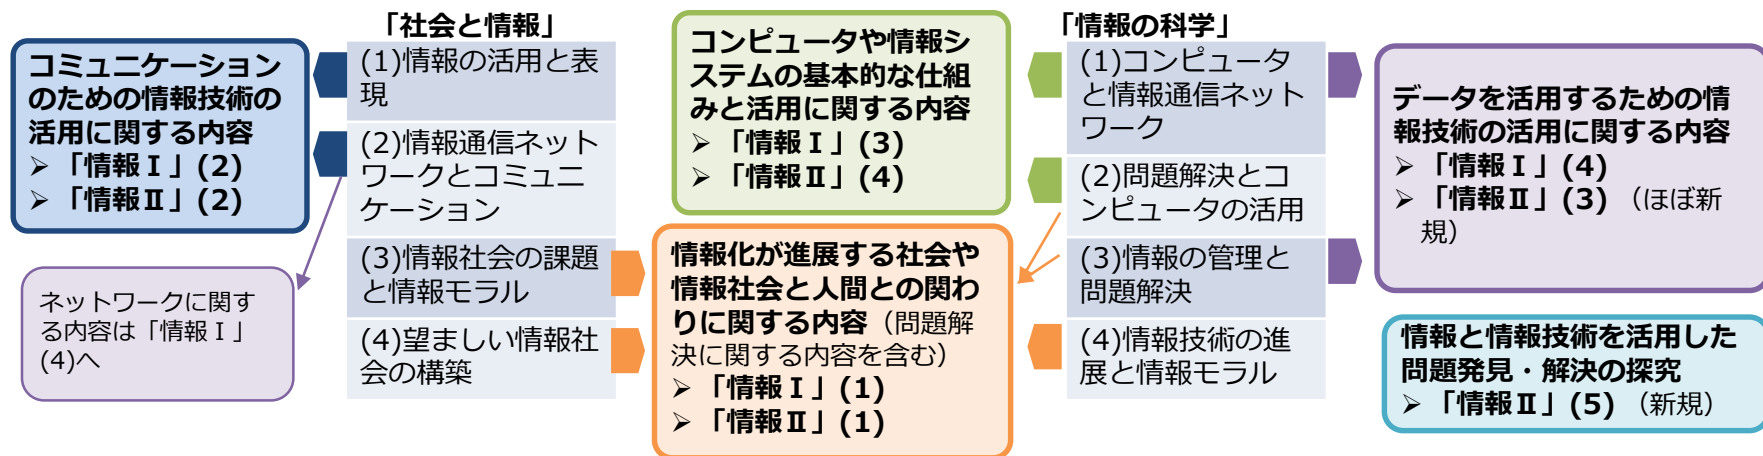 「社会と情報」
コミュニケーション
のための情報技術の
活用に関する内容
➢ 「情報Ⅰ」(2)
➢ 「情報Ⅱ」(2)
(1)情報の活用と表
現
(2)情報通信ネット
ワークとコミュニ
ケーション
(3)情報社会の課題
と情報モラル
(4)望ましい情報社
会の構築
ネットワークに関す
る内容は「情報Ⅰ」
(4)へ
コンピュータや情報シ
ステムの基本的な仕組
みと活用に関する内容
➢ 「情報Ⅰ」(3)
➢ 「情報Ⅱ」(4)
情報化が進展する社会や
情報社会と人間との関わ
りに関する内容（問題解
決に関する内容を含む）
➢ 「情報Ⅰ」(1)
➢ 「情報Ⅱ」(1)
「情報の科学」
(1)コンピュータ
と情報通信ネット
ワーク
(2)問題解決とコ
ンピュータの活用
(3)情報の管理と
問題解決
(4)情報技術の進
展と情報モラル
データを活用するための情
報技術の活用に関する内容
➢ 「情報Ⅰ」(4)
➢ 「情報Ⅱ」(3)（ほぼ新
規）
情報と情報技術を活用した
問題発見・解決の探究
➢ 「情報Ⅱ」(5)（新規）